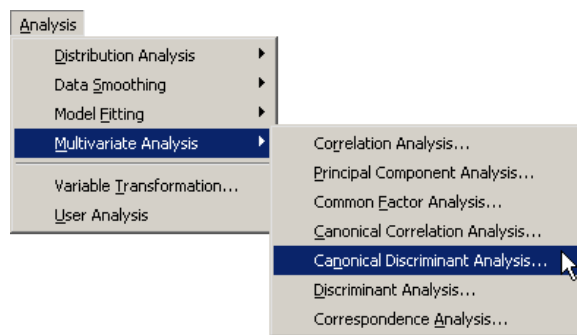 Analysis
Distribution Analysis
Data Smoothing
Model Fitting
Multivariate Analysis
Variable Transformation...
User Analysis
Correlation Analysis...
Principal Component Analysis...
Common Factor Analysis...
Canonical Correlation Analysis...
Canonical Discriminant Analysis...
Discriminant Analysis...
Correspondence Analysis...